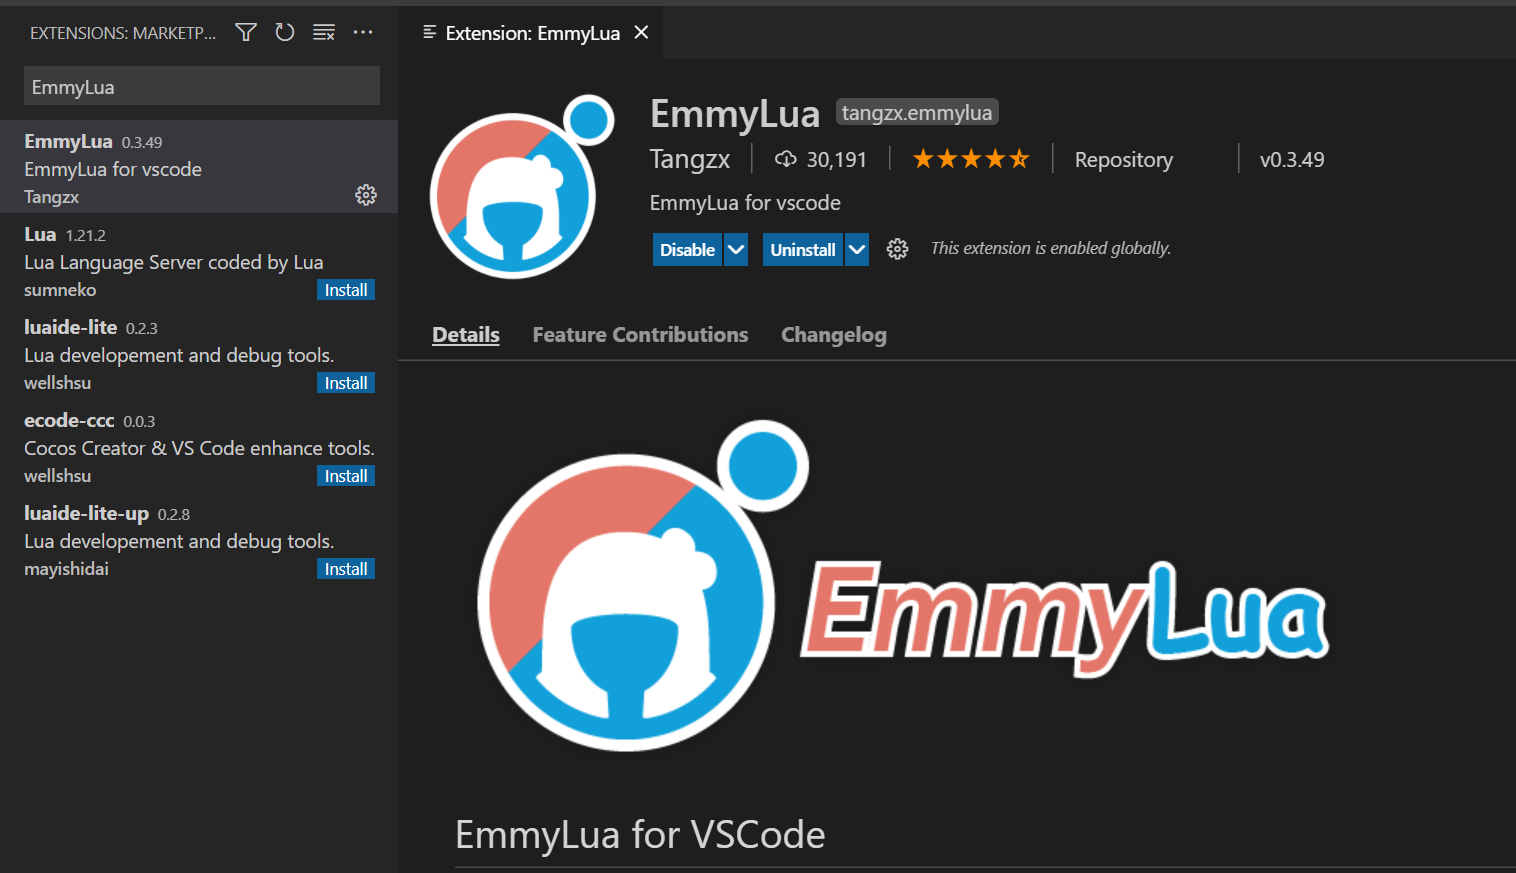 EXTENSIONS: MARKETP...
EmmyLua
EmmyLua 0.3.49
EmmyLua for vscode
Tangzx
Lua 1.21.2
Lua Language Server coded by Lua
sumneko Install
luaide-lite 0.2.3
Lua developement and debug tools.
wellshsu Install
ecode-ccc 0.0.3
Cocos Creator & VS Code enhance tools.
wellshsu Install
luaide-lite-up 0.2.8
Lua developement and debug tools.
mayishidai Install
Extension: EmmyLua
EmmyLua tangzx.emmylua
Tangzx 30,191 Repository v0.3.49
EmmyLua for vscode
Disable Uninstall This extension is enabled globally.
Details Feature Contributions Changelog
EmmyLua
EmmyLua for VSCode